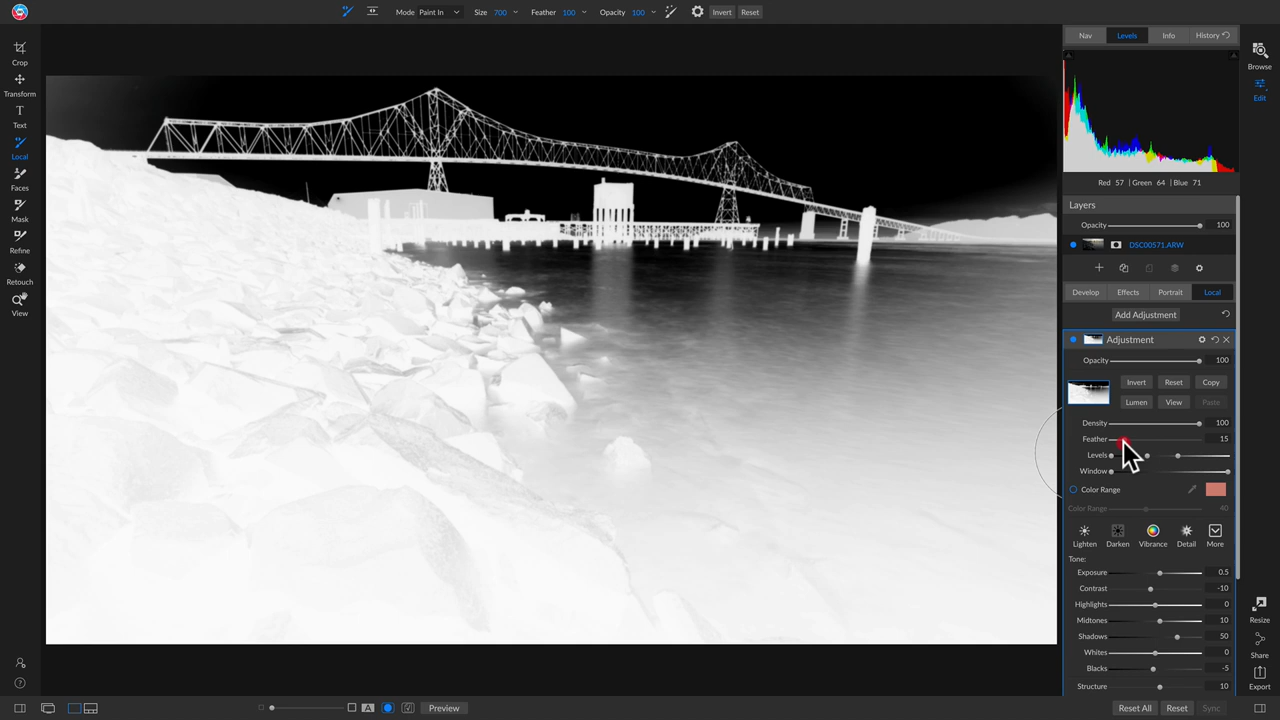 Mode Paint In Size 700 Feather 100 Opacity 100 Invert Reset
Crop
Transform
Text
Local
Faces
Mask
Refine
Retouch
View
Nav Levels Info History
Red 57 | Green 64 | Blue 71
Layers
Opacity 100
DSC00571.ARW
Develop Effects Portrait Local
Add Adjustment
Adjustment
Opacity 100
Invert Reset Copy
Lumen View Paste
Density 100
Feather 15
Levels
Window
Color Range
Color Range 40
Lighten Darken Vibrance Detail More
Tone:
Exposure 0.5
Contrast -10
Highlights 0
Midtones 10
Shadows 50
Whites 0
Blacks -5
Structure 10
Browse
Edit
Resize
Share
Export
A Preview
Reset All Reset Sync